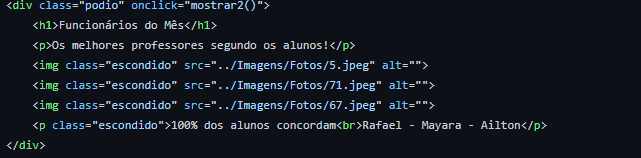 <div class="podio" onclick="mostrar2()">
<h1>Funcionários do Mês</h1>
<p>Os melhores professores segundo os alunos!</p>
<img class="escondido" src="../Imagens/Fotos/5.jpeg" alt="">
<img class="escondido" src="../Imagens/Fotos/71.jpeg" alt="">
<img class="escondido" src="../Imagens/Fotos/67.jpeg" alt="">
<p class="escondido">100% dos alunos concordam<br>Rafael - Mayara - Ailton</p>
</div>